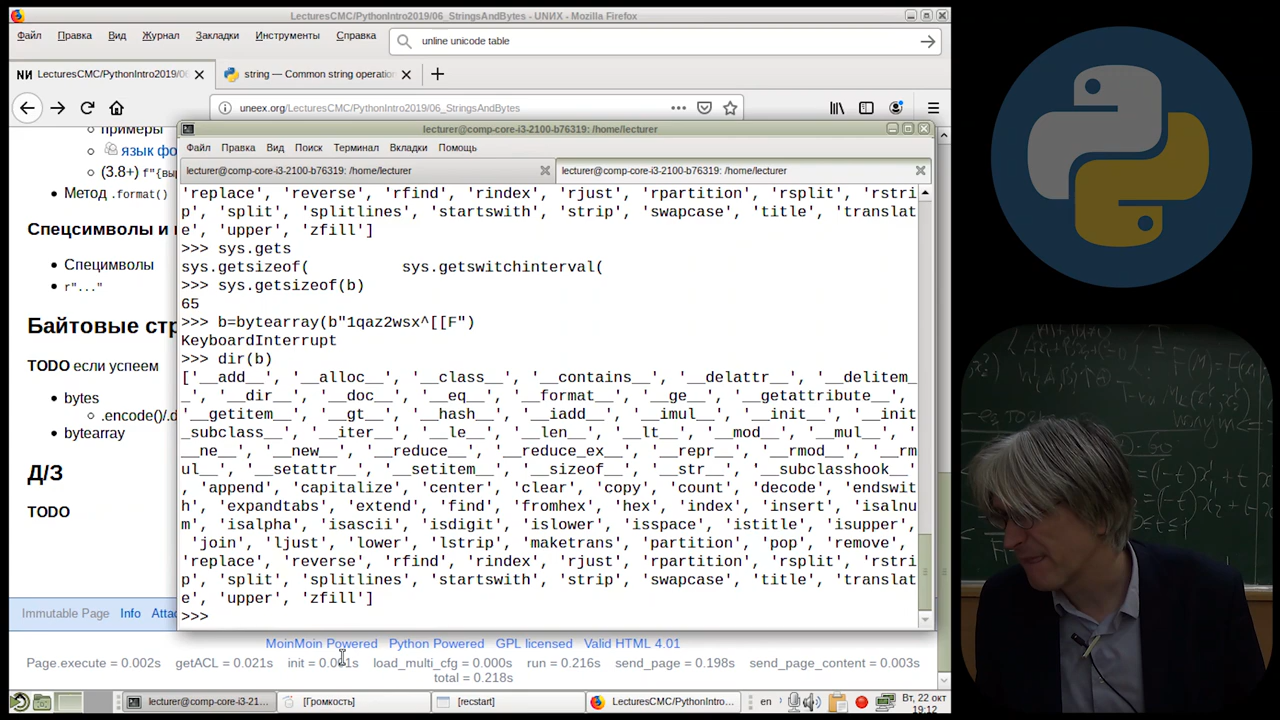 LecturesCMC/PythonIntro2019/06_StringsAndBytes - UNИX - Mozilla Firefox
Файл Правка Вид Журнал Закладки Инструменты Справка
unline unicode table
NИ LecturesCMC/PythonIntro2019/06
string — Common string operatio
uneex.org/LecturesCMC/PythonIntro2019/06_StringsAndBytes
примеры
язык фо
(3.8+) f"{выр
Метод .format()
Спецсимволы и
Специмволы
r"..."
Байтовые стр
TODO если успеем
bytes
.encode()/.d
bytearray
Д/З
TODO
lecturer@comp-core-i3-2100-b76319: /home/lecturer
Файл Правка Вид Поиск Терминал Вкладки Помощь
lecturer@comp-core-i3-2100-b76319: /home/lecturer
lecturer@comp-core-i3-2100-b76319: /home/lecturer
'replace', 'reverse', 'rfind', 'rindex', 'rjust', 'rpartition', 'rsplit', 'rstri
p', 'split', 'splitlines', 'startswith', 'strip', 'swapcase', 'title', 'translat
e', 'upper', 'zfill']
>>> sys.gets
sys.getsizeof( sys.getswitchinterval(
>>> sys.getsizeof(b)
65
>>> b=bytearray(b"1qaz2wsx^[[F")
KeyboardInterrupt
>>> dir(b)
['__add__', '__alloc__', '__class__', '__contains__', '__delattr__', '__delitem_
_', '__dir__', '__doc__', '__eq__', '__format__', '__ge__', '__getattribute__',
'__getitem__', '__gt__', '__hash__', '__iadd__', '__imul__', '__init__', '__init
_subclass__', '__iter__', '__le__', '__len__', '__lt__', '__mod__', '__mul__', '
__ne__', '__new__', '__reduce__', '__reduce_ex__', '__repr__', '__rmod__', '__rm
ul__', '__setattr__', '__setitem__', '__sizeof__', '__str__', '__subclasshook__'
, 'append', 'capitalize', 'center', 'clear', 'copy', 'count', 'decode', 'endswit
h', 'expandtabs', 'extend', 'find', 'fromhex', 'hex', 'index', 'insert', 'isalnu
m', 'isalpha', 'isascii', 'isdigit', 'islower', 'isspace', 'istitle', 'isupper',
'join', 'ljust', 'lower', 'lstrip', 'maketrans', 'partition', 'pop', 'remove',
'replace', 'reverse', 'rfind', 'rindex', 'rjust', 'rpartition', 'rsplit', 'rstri
p', 'split', 'splitlines', 'startswith', 'strip', 'swapcase', 'title', 'translat
e', 'upper', 'zfill']
>>>
Immutable Page Info Attac
MoinMoin Powered Python Powered GPL licensed Valid HTML 4.01
Page.execute = 0.002s getACL = 0.021s init = 0.001s load_multi_cfg = 0.000s run = 0.216s send_page = 0.198s send_page_content = 0.003s
total = 0.218s
lecturer@comp-core-i3-21... [Громкость] [recstart] LecturesCMC/PythonIntro20... en Вт, 22 окт
19:12